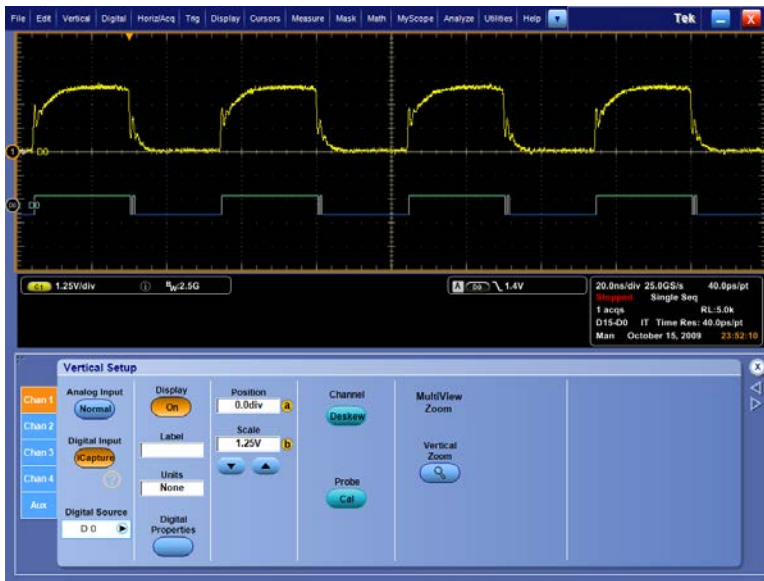 File Edit Vertical Digital Horiz/Acq Trig Display Cursors Measure Mask Math MyScope Analyze Utilities Help Tek X
1 D0
D0 D0
C1 1.25V/div BW:2.5G
A D0 1.4V
20.0ns/div 25.0GS/s 40.0ps/pt
Stopped Single Seq
1 acqs RL:5.0k
D15-D0 IT Time Res: 40.0ps/pt
Man October 15, 2009 23:52:10
Vertical Setup X
Chan 1
Chan 2
Chan 3
Chan 4
Aux
Analog Input
Normal
Digital Input
iCapture
?
Digital Source
D 0
Display
On
Label
Units
None
Digital
Properties
Position
0.0div a
Scale
1.25V b
Channel
Deskew
Probe
Cal
MultiView
Zoom
Vertical
Zoom